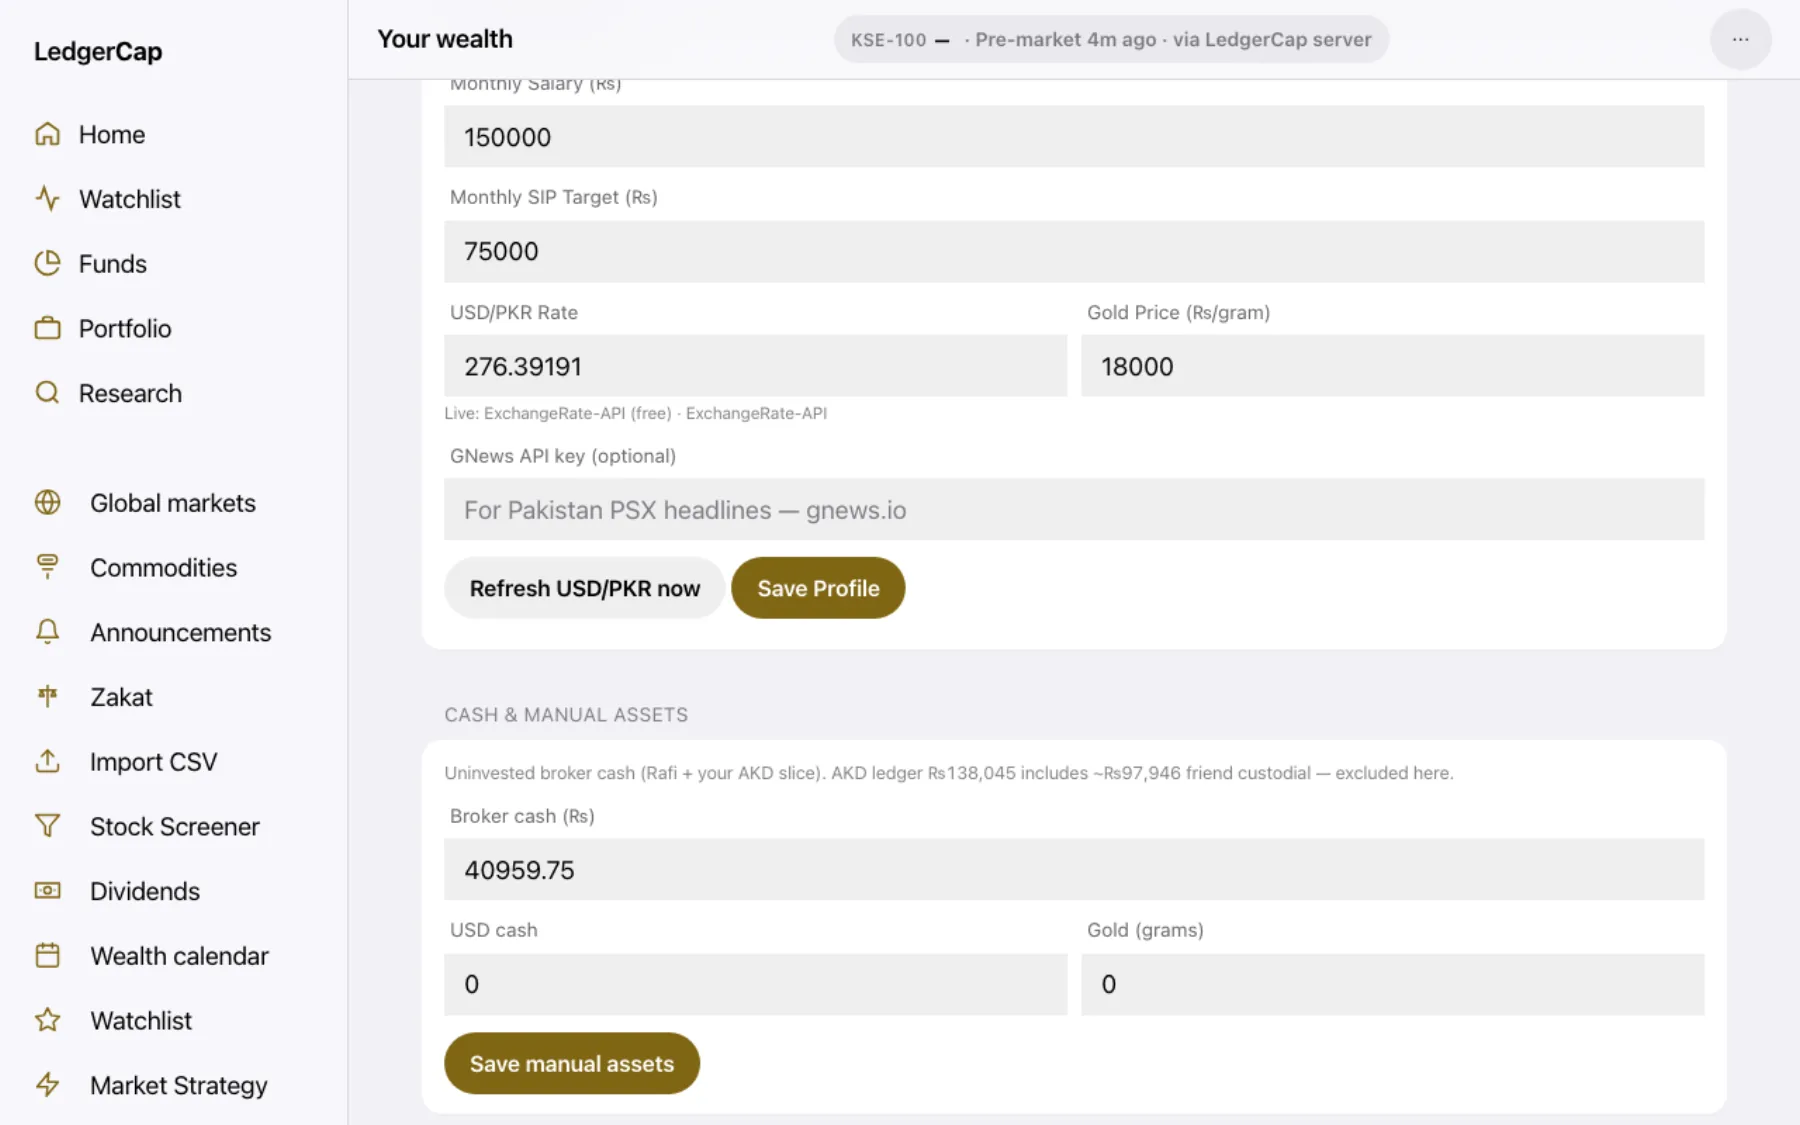 LedgerCap
Home
Watchlist
Funds
Portfolio
Research
Global markets
Commodities
Announcements
Zakat
Import CSV
Stock Screener
Dividends
Wealth calendar
Watchlist
Market Strategy
Your wealth
KSE-100 — · Pre-market 4m ago · via LedgerCap server
...
Monthly Salary (₨)
150000
Monthly SIP Target (₨)
75000
USD/PKR Rate
Gold Price (₨/gram)
276.39191
18000
Live: ExchangeRate-API (free) · ExchangeRate-API
GNews API key (optional)
For Pakistan PSX headlines — gnews.io
Refresh USD/PKR now
Save Profile
CASH & MANUAL ASSETS
Uninvested broker cash (Rafi + your AKD slice). AKD ledger ₨138,045 includes ~₨97,946 friend custodial — excluded here.
Broker cash (₨)
40959.75
USD cash
Gold (grams)
0
0
Save manual assets